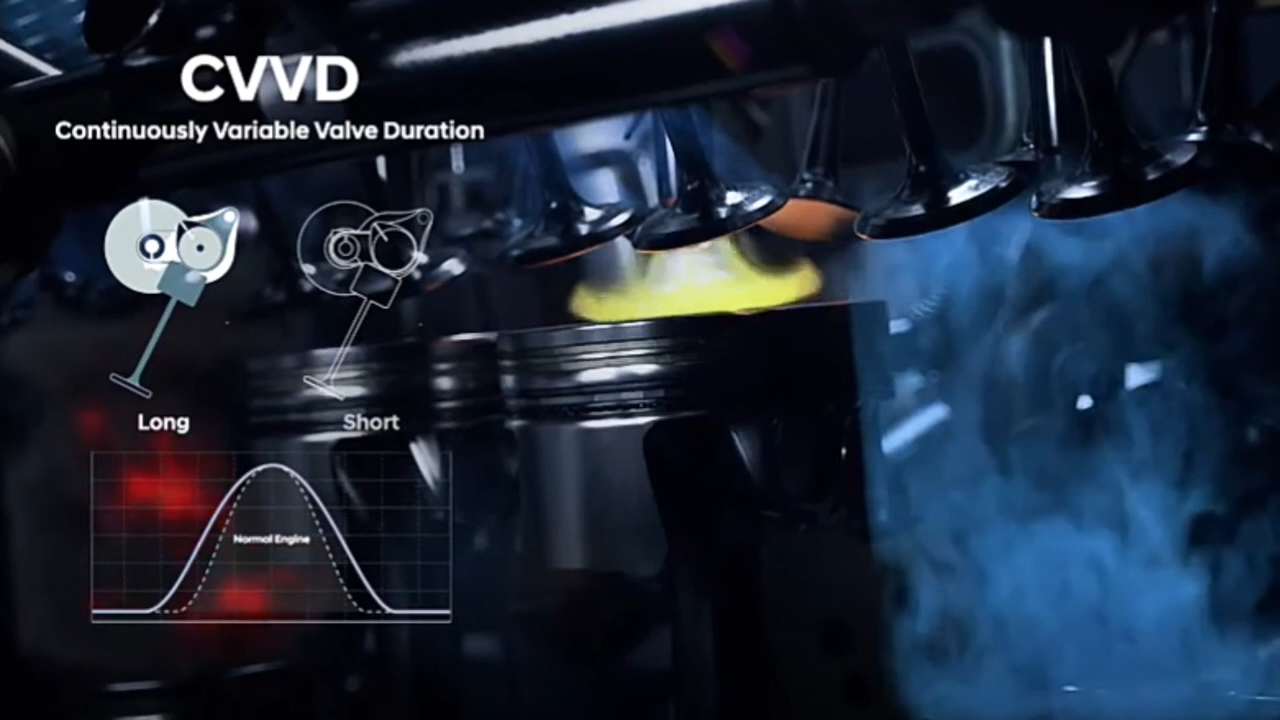 CVVD
Continuously Variable Valve Duration
Long
Short
Normal Engine